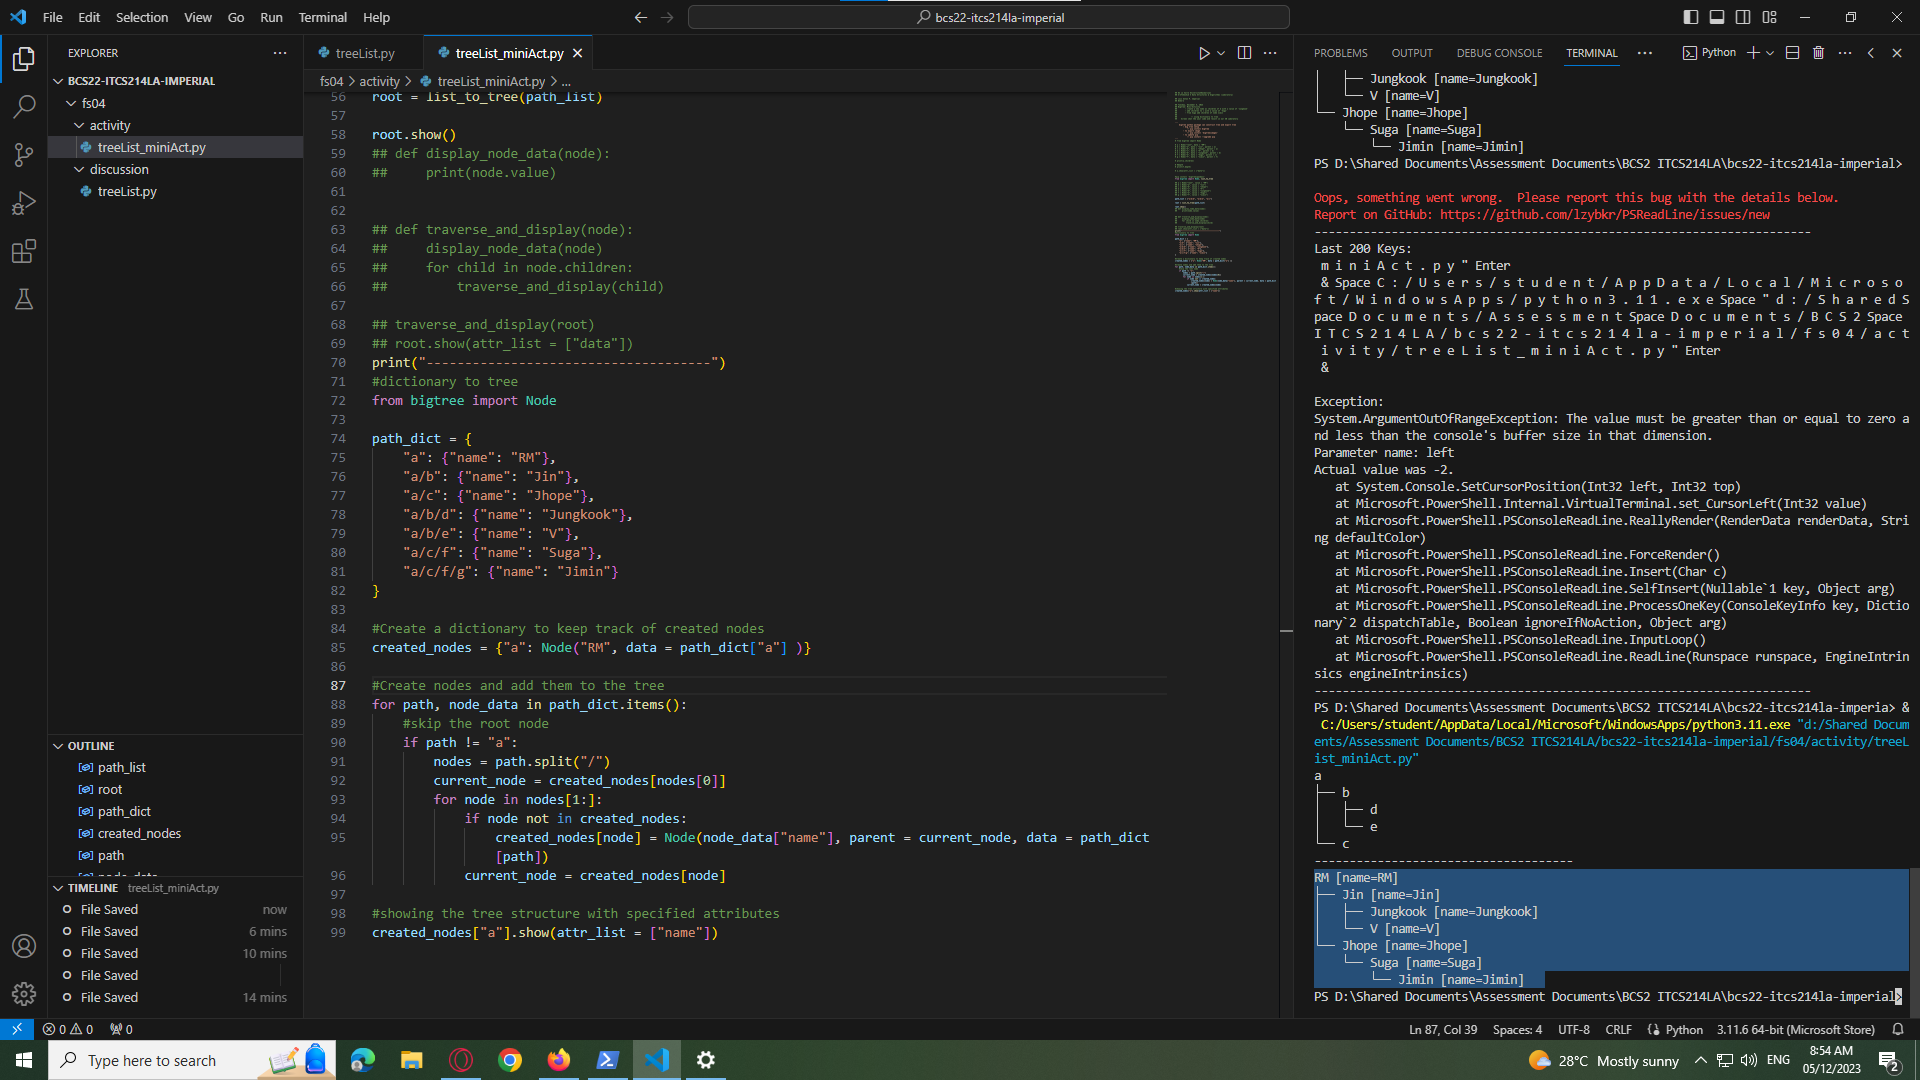 File Edit Selection View Go Run Terminal Help
bcs22-itcs214la-imperial
EXPLORER
BCS22-ITCS214LA-IMPERIAL
fs04
activity
treeList_miniAct.py
discussion
treeList.py
OUTLINE
path_list
root
path_dict
created_nodes
path
TIMELINE treeList_miniAct.py
File Saved now
File Saved 6 mins
File Saved 10 mins
File Saved
File Saved 14 mins
treeList.py treeList_miniAct.py
fs04 > activity > treeList_miniAct.py > ...
56 root = list_to_tree(path_list)
57
58 root.show()
59 ## def display_node_data(node):
60 ##     print(node.value)
61
62
63 ## def traverse_and_display(node):
64 ##     display_node_data(node)
65 ##     for child in node.children:
66 ##         traverse_and_display(child)
67
68 ## traverse_and_display(root)
69 ## root.show(attr_list = ["data"])
70 print("-------------------------------------")
71 #dictionary to tree
72 from bigtree import Node
73
74 path_dict = {
75     "a": {"name": "RM"},
76     "a/b": {"name": "Jin"},
77     "a/c": {"name": "Jhope"},
78     "a/b/d": {"name": "Jungkook"},
79     "a/b/e": {"name": "V"},
80     "a/c/f": {"name": "Suga"},
81     "a/c/f/g": {"name": "Jimin"}
82 }
83
84 #Create a dictionary to keep track of created nodes
85 created_nodes = {"a": Node("RM", data = path_dict["a"] )}
86
87 #Create nodes and add them to the tree
88 for path, node_data in path_dict.items():
89     #skip the root node
90     if path != "a":
91         nodes = path.split("/")
92         current_node = created_nodes[nodes[0]]
93         for node in nodes[1:]:
94             if node not in created_nodes:
95                 created_nodes[node] = Node(node_data["name"], parent = current_node, data = path_dict
[path])
96             current_node = created_nodes[node]
97
98 #showing the tree structure with specified attributes
99 created_nodes["a"].show(attr_list = ["name"])
PROBLEMS OUTPUT DEBUG CONSOLE TERMINAL Python
├── Jungkook [name=Jungkook]
└── V [name=V]
└── Jhope [name=Jhope]
└── Suga [name=Suga]
└── Jimin [name=Jimin]
PS D:\Shared Documents\Assessment Documents\BCS2 ITCS214LA\bcs22-itcs214la-imperial>
Oops, something went wrong.  Please report this bug with the details below.
Report on GitHub: https://github.com/lzybkr/PSReadLine/issues/new
-----------------------------------------------------------------------
Last 200 Keys:
m i n i A c t . p y " Enter
& Space C : / U s e r s / s t u d e n t / A p p D a t a / L o c a l / M i c r o s o
f t / W i n d o w s A p p s / p y t h o n 3 . 1 1 . e x e Space " d : / S h a r e d S
pace D o c u m e n t s / A s s e s s m e n t Space D o c u m e n t s / B C S 2 Space
I T C S 2 1 4 L A / b c s 2 2 - i t c s 2 1 4 l a - i m p e r i a l / f s 0 4 / a c t
i v i t y / t r e e L i s t _ m i n i A c t . p y " Enter
&
Exception:
System.ArgumentOutOfRangeException: The value must be greater than or equal to zero a
nd less than the console's buffer size in that dimension.
Parameter name: left
Actual value was -2.
at System.Console.SetCursorPosition(Int32 left, Int32 top)
at Microsoft.PowerShell.Internal.VirtualTerminal.set_CursorLeft(Int32 value)
at Microsoft.PowerShell.PSConsoleReadLine.ReallyRender(RenderData renderData, Stri
ng defaultColor)
at Microsoft.PowerShell.PSConsoleReadLine.ForceRender()
at Microsoft.PowerShell.PSConsoleReadLine.Insert(Char c)
at Microsoft.PowerShell.PSConsoleReadLine.SelfInsert(Nullable`1 key, Object arg)
at Microsoft.PowerShell.PSConsoleReadLine.ProcessOneKey(ConsoleKeyInfo key, Dictio
nary`2 dispatchTable, Boolean ignoreIfNoAction, Object arg)
at Microsoft.PowerShell.PSConsoleReadLine.InputLoop()
at Microsoft.PowerShell.PSConsoleReadLine.ReadLine(Runspace runspace, EngineIntrin
sics engineIntrinsics)
-----------------------------------------------------------------------
PS D:\Shared Documents\Assessment Documents\BCS2 ITCS214LA\bcs22-itcs214la-imperia> &
C:/Users/student/AppData/Local/Microsoft/WindowsApps/python3.11.exe "d:/Shared Docum
ents/Assessment Documents/BCS2 ITCS214LA/bcs22-itcs214la-imperial/fs04/activity/treeL
ist_miniAct.py"
a
├── b
│   ├── d
│   └── e
└── c
-------------------------------------
RM [name=RM]
├── Jin [name=Jin]
│   ├── Jungkook [name=Jungkook]
│   └── V [name=V]
└── Jhope [name=Jhope]
    └── Suga [name=Suga]
        └── Jimin [name=Jimin]
PS D:\Shared Documents\Assessment Documents\BCS2 ITCS214LA\bcs22-itcs214la-imperial>
0 0 0 Ln 87, Col 39 Spaces: 4 UTF-8 CRLF Python 3.11.6 64-bit (Microsoft Store)
Type here to search 28°C Mostly sunny ENG 8:54 AM
05/12/2023 2